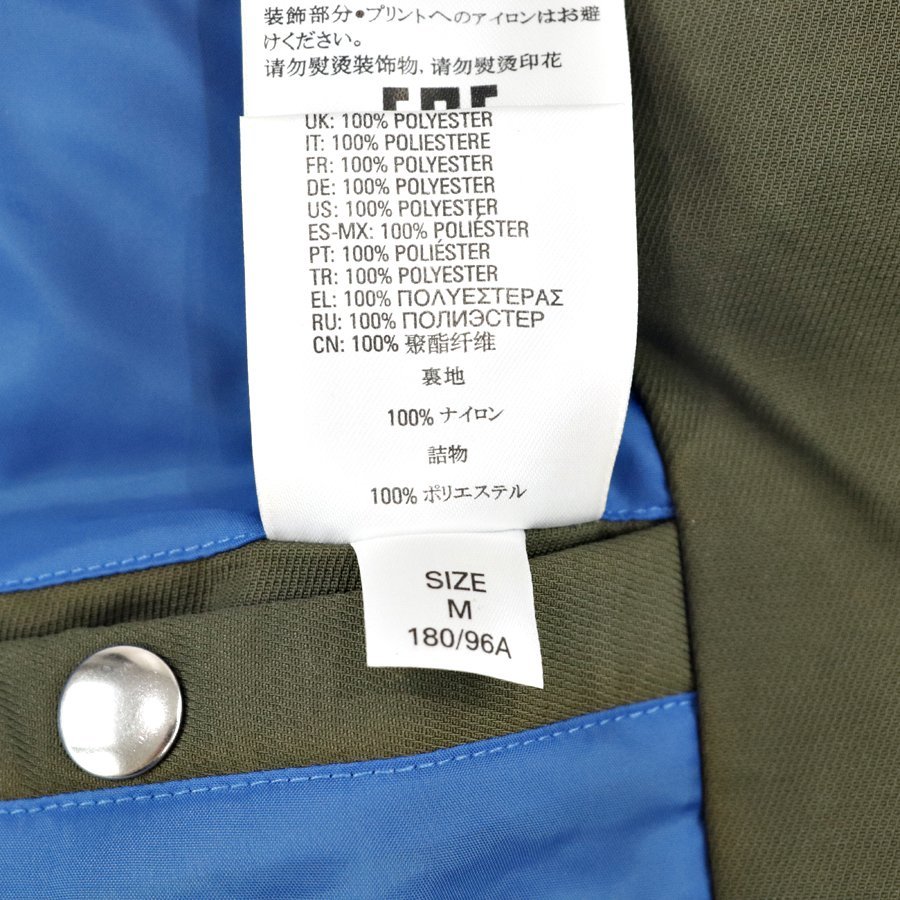 装飾部分・プリントへのアイロンはお避
けください。
请勿熨烫装饰物, 请勿熨烫印花
UK: 100% POLYESTER
IT: 100% POLIESTERE
FR: 100% POLYESTER
DE: 100% POLYESTER
US: 100% POLYESTER
ES-MX: 100% POLIÉSTER
PT: 100% POLIÉSTER
TR: 100% POLYESTER
EL: 100% ΠΟΛΥΕΣΤΕΡΑΣ
RU: 100% ПОЛИЭСТЕР
CN: 100% 聚酯纤维
裏地
100% ナイロン
詰物
100% ポリエステル
SIZE
M
180/96A